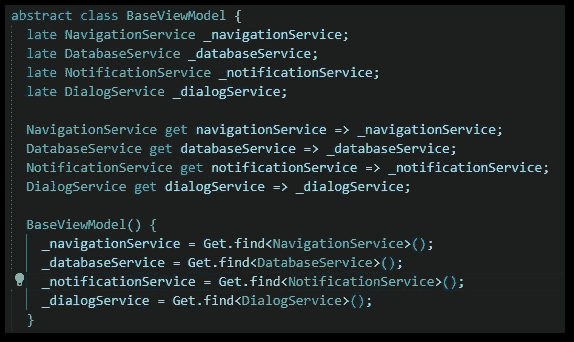 abstract class BaseViewModel {
late NavigationService _navigationService;
late DatabaseService _databaseService;
late NotificationService _notificationService;
late DialogService _dialogService;
NavigationService get navigationService => _navigationService;
DatabaseService get databaseService => _databaseService;
NotificationService get notificationService => _notificationService;
DialogService get dialogService => _dialogService;
BaseViewModel() {
_navigationService = Get.find<NavigationService>();
_databaseService = Get.find<DatabaseService>();
_notificationService = Get.find<NotificationService>();
_dialogService = Get.find<DialogService>();
}